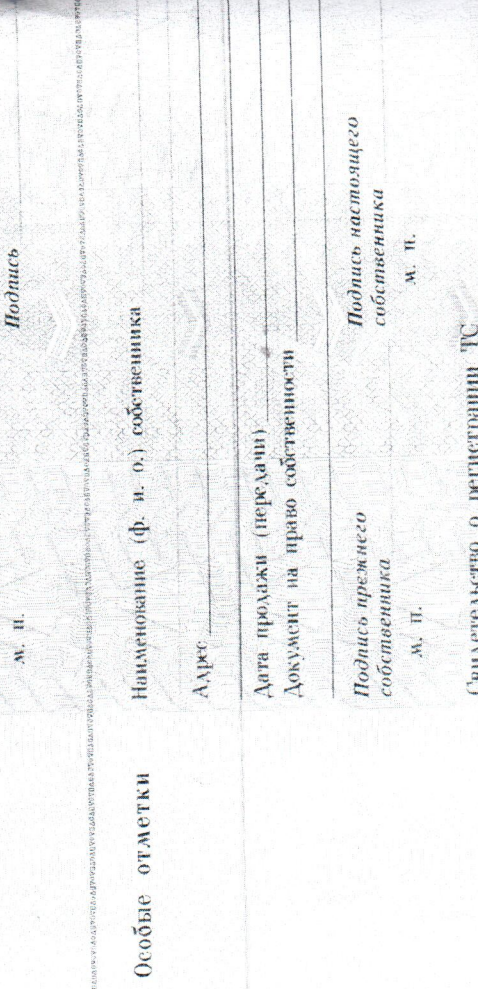 Подпись
М. П.
Особые отметки
Наименование (ф. и. о.) собственника
Адрес
Дата продажи (передачи)
Документ на право собственности
Подпись прежнего
собственника
Подпись настоящего
собственника
М. П.
М. П.
Свидетельство о регистрации ТС